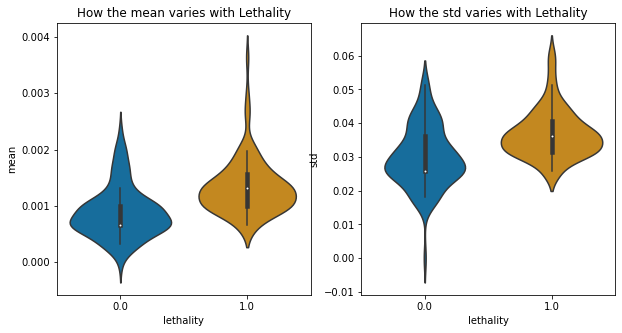 How the mean varies with Lethality
mean
0.004
0.003
0.002
0.001
0.000
0.0
1.0
lethality
How the std varies with Lethality
std
0.06
0.05
0.04
0.03
0.02
0.01
0.00
−0.01
0.0
1.0
lethality